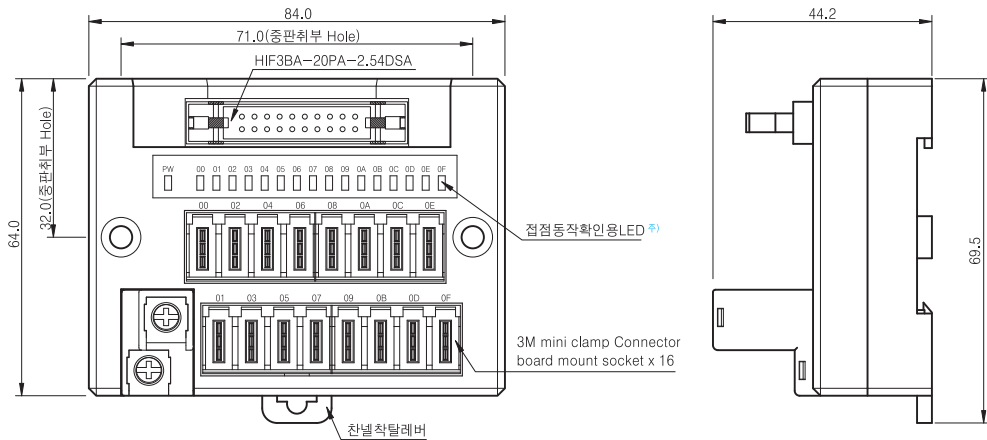 84.0
44.2
71.0(중판취부 Hole)
HIF3BA-20PA-2.54DSA
64.0
32.0(중판취부 Hole)
69.5
PW 00 01 02 03 04 05 06 07 08 09 0A 0B 0C 0D 0E 0F
00 02 04 06 08 0A 0C 0E
접점동작확인용LED 주)
01 03 05 07 09 0B 0D 0F
3M mini clamp Connector
board mount socket x 16
찬넬착탈레버